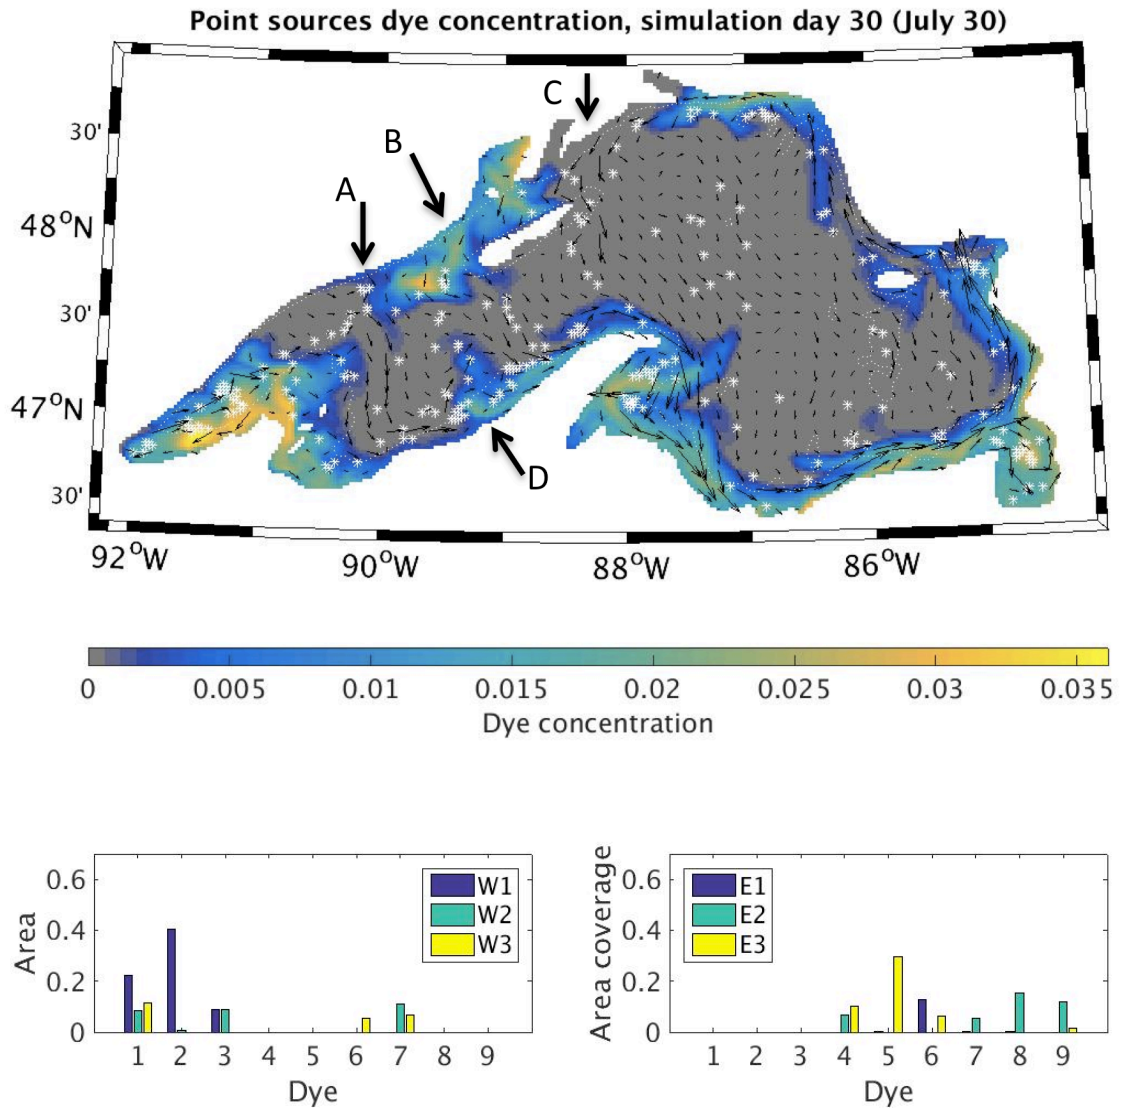 Point sources dye concentration, simulation day 30 (July 30)
C
30'
B
A
48°N
30'
47°N
D
30'
92°W 90°W 88°W 86°W
0 0.005 0.01 0.015 0.02 0.025 0.03 0.035
Dye concentration
Area
0.6
0.4
0.2
0
W1
W2
W3
1 2 3 4 5 6 7 8 9
Dye
Area coverage
0.6
0.4
0.2
0
E1
E2
E3
1 2 3 4 5 6 7 8 9
Dye